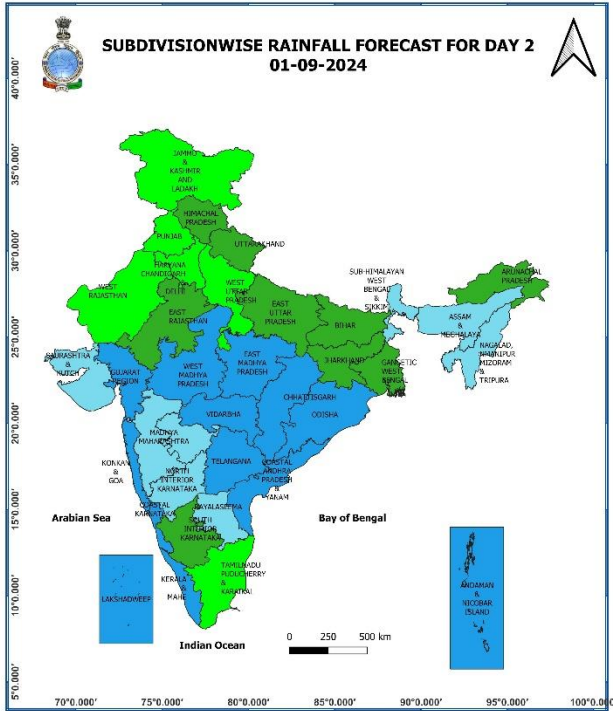 SUBDIVISIONWISE RAINFALL FORECAST FOR DAY 2
01-09-2024
40°0.000'
35°0.000'
30°0.000'
25°0.000'
20°0.000'
15°0.000'
10°0.000'
5°0.000'
JAMMU
&
KASHMIR
AND
LADAKH
HIMACHAL
PRADESH
PUNJAB
UTTARAKHAND
HARYANA
CHANDIGARH
DELHI
WEST
RAJASTHAN
WEST
UTTAR
PRADESH
EAST
RAJASTHAN
EAST
UTTAR
PRADESH
SUB-HIMALAYAN
WEST
BENGAL
&
SIKKIM
ARUNACHAL
PRADESH
ASSAM
&
MEGHALAYA
NAGALAD,
NMANIPUR
MIZORAM
&
TRIPURA
BIHAR
JHARKHAND
GANGETIC
WEST
BENGAL
SAURASHTRA
&
KUTCH
GUJARAT
REGION
WEST
MADHYA
PRADESH
EAST
MADHYA
PRADESH
CHHATTISGARH
ODISHA
VIDARBHA
MADHYA
MAHARASHTRA
KONKAN
&
GOA
NORTH
INTERIOR
KARNATAKA
TELANGANA
COASTAL
ANDHRA
PRADESH
&
YANAM
COASTAL
KARNATAKA
RAYALASEEMA
SOUTH
INTERIOR
KARNATAKA
Arabian Sea
Bay of Bengal
TAMILNADU
PUDUCHERRY
&
KARAIKAL
KERALA
&
MAHE
LAKSHADWEEP
ANDAMAN
&
NICOBAR
ISLAND
Indian Ocean
0 250 500 km
70°0.000' 75°0.000' 80°0.000' 85°0.000' 90°0.000' 95°0.000' 100°0.000'